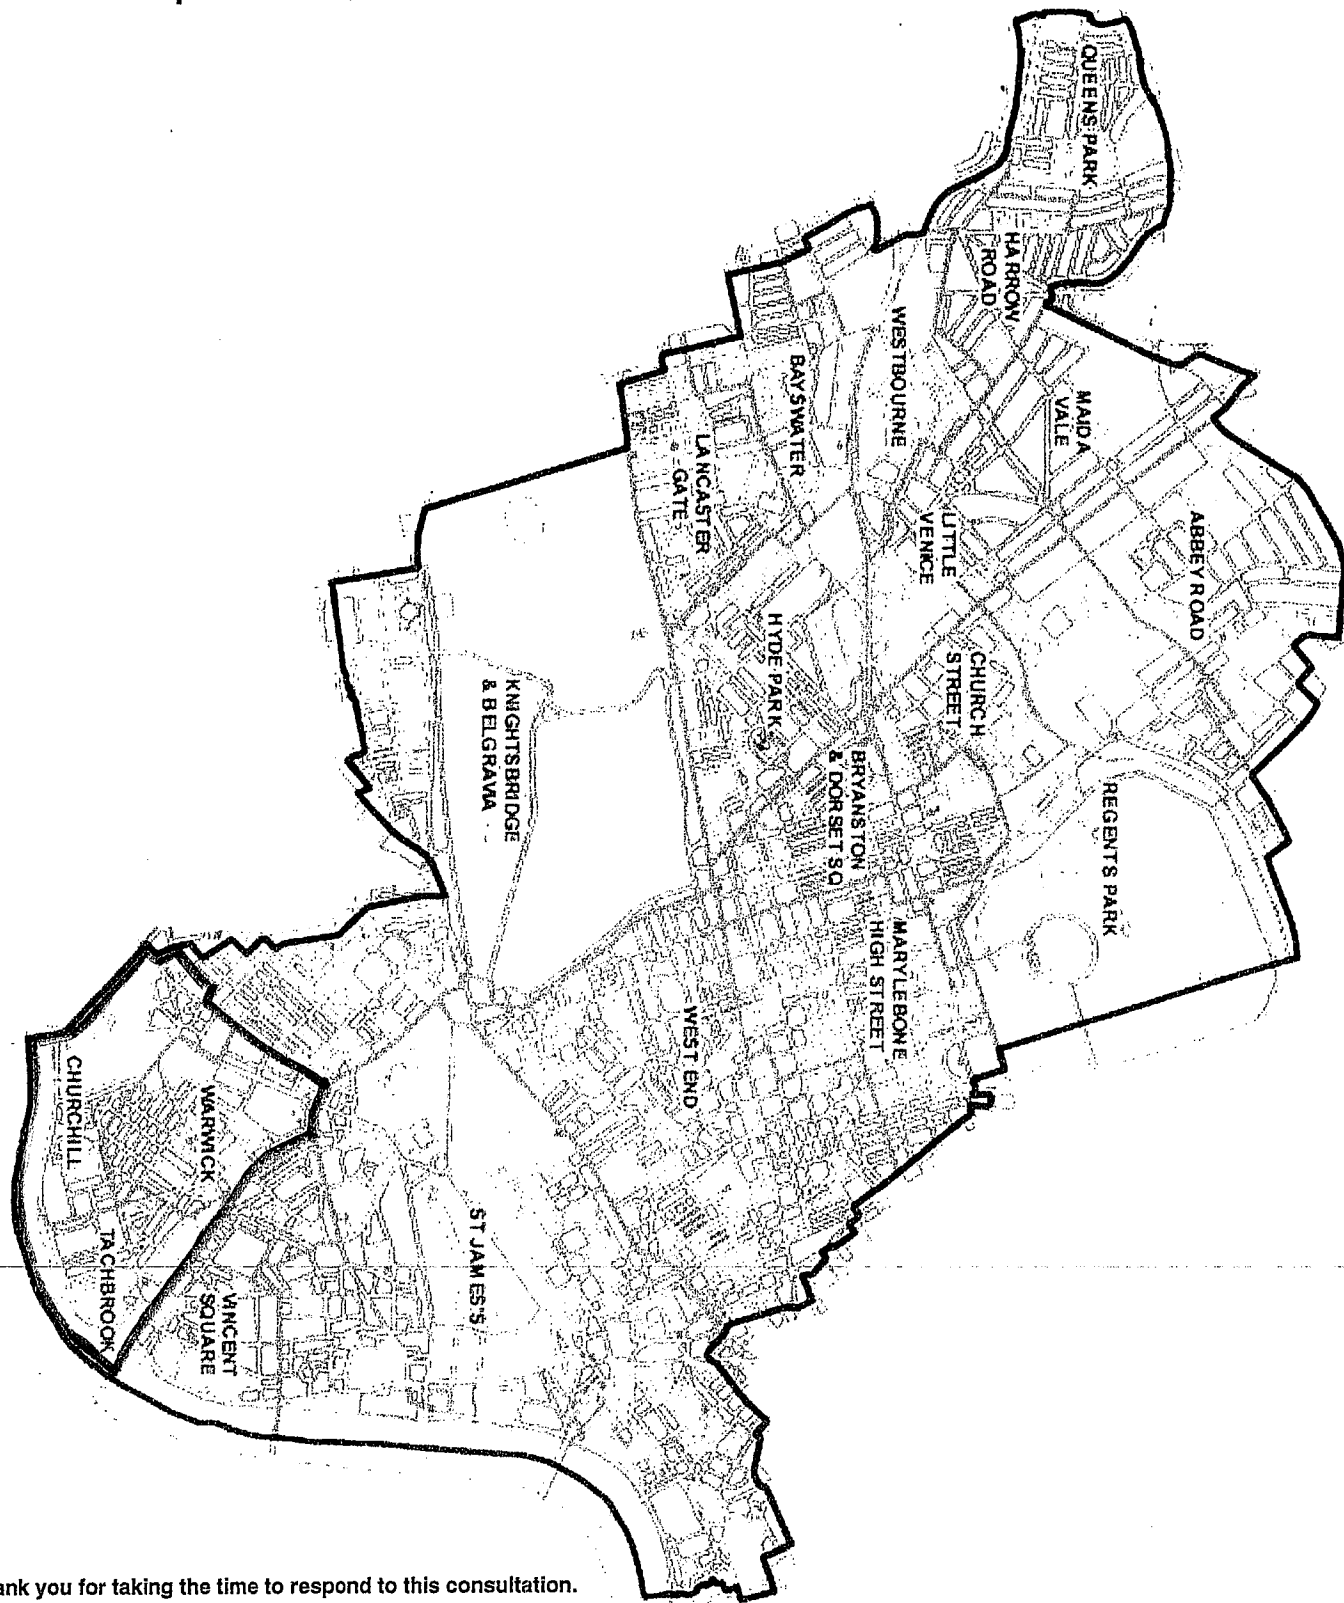 QUEENS PARK
HARROW
ROAD
MAIDA
VALE
ABBEY ROAD
WESTBOURNE
BAYSWATER
LANCASTER
GATE
LITTLE
VENICE
HYDE PARK
CHURCH
STREET
REGENTS PARK
BRYANSTON
& DORSET SQ
KNIGHTSBRIDGE
& BELGRAVIA
MARYLEBONE
HIGH STREET
WEST END
ST JAMES'S
WARWICK
CHURCHILL
TACHBROOK
VINCENT
SQUARE
ank you for taking the time to respond to this consultation.